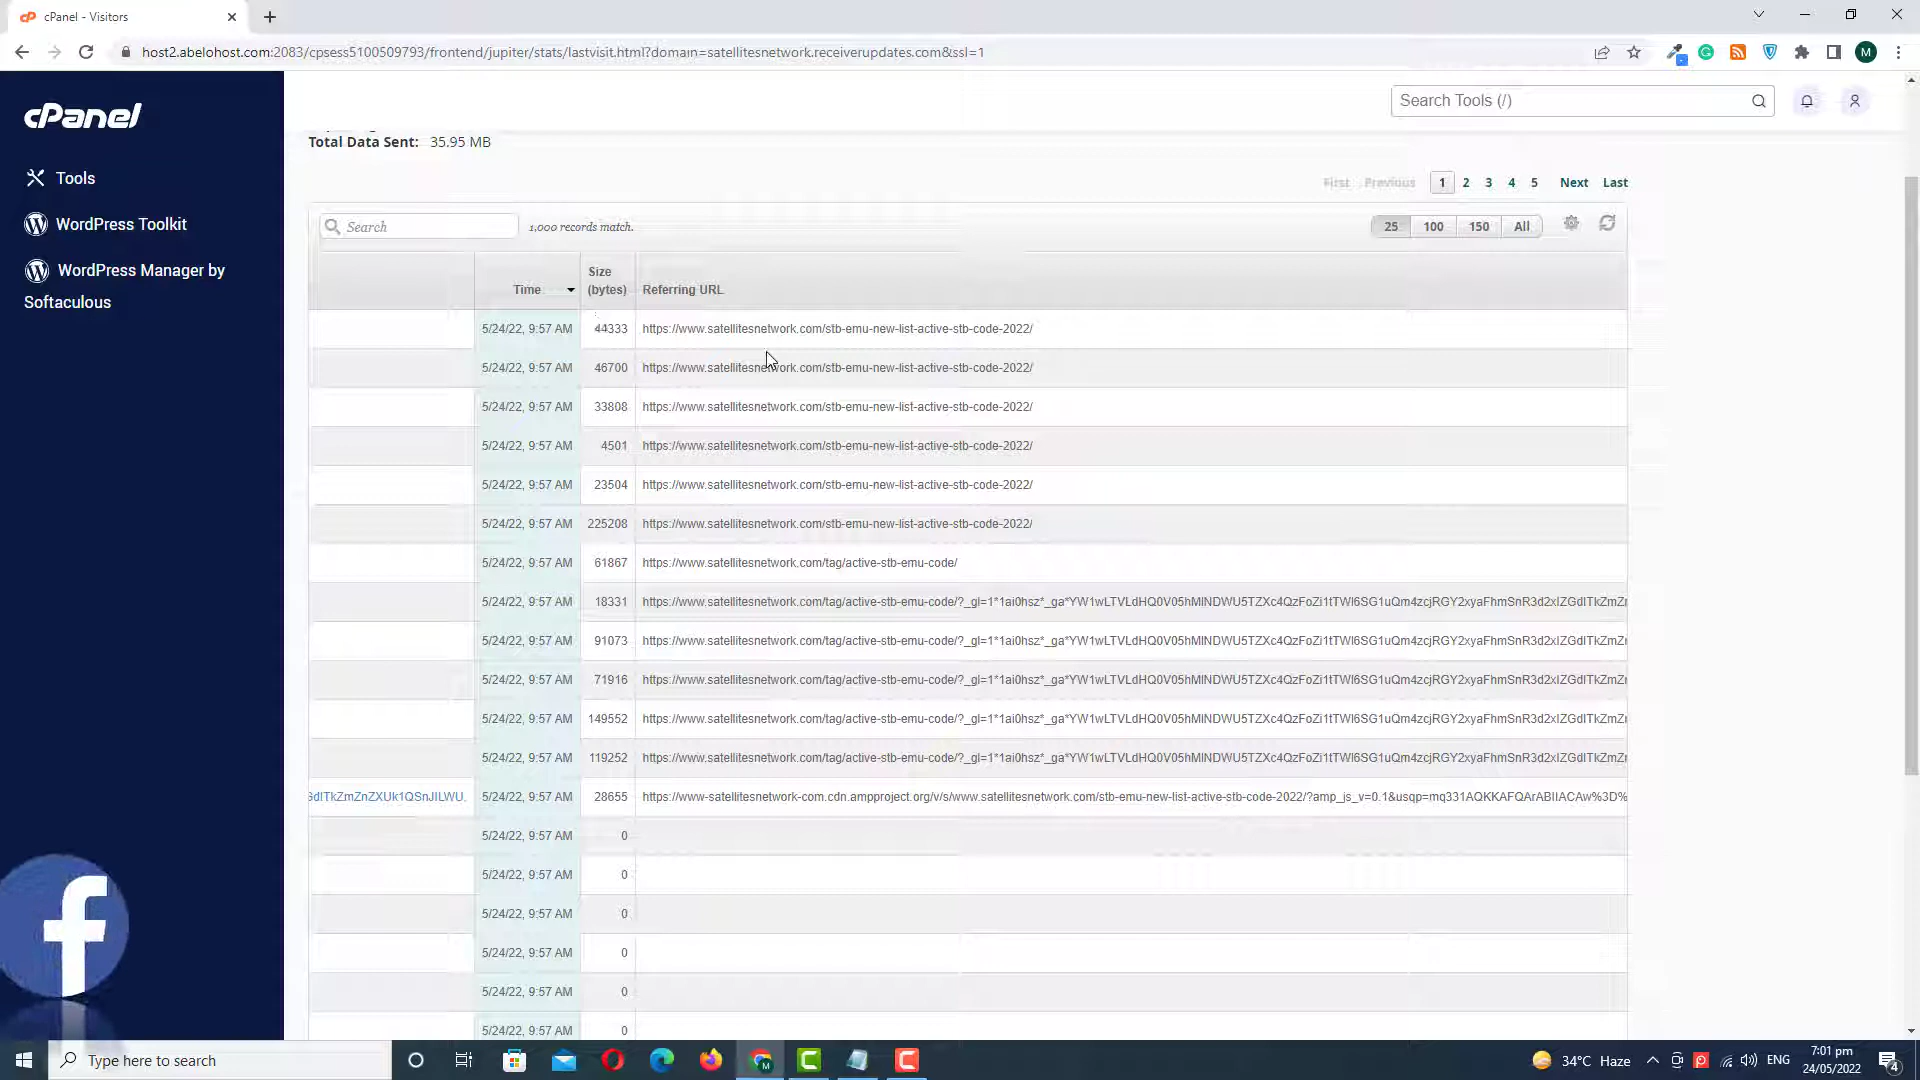 cPanel - Visitors
host2.abelohost.com:2083/cpsess5100509793/frontend/jupiter/stats/lastvisit.html?domain=satellitesnetwork.receiverupdates.com&ssl=1
M
cPanel
Search Tools (/)
Total Data Sent: 35.95 MB
Tools
First Previous 1 2 3 4 5 Next Last
WordPress Toolkit
Search 1,000 records match. 25 100 150 All
WordPress Manager by
Softaculous
Time Size (bytes) Referring URL
5/24/22, 9:57 AM 44333 https://www.satellitesnetwork.com/stb-emu-new-list-active-stb-code-2022/
5/24/22, 9:57 AM 46700 https://www.satellitesnetwork.com/stb-emu-new-list-active-stb-code-2022/
5/24/22, 9:57 AM 33808 https://www.satellitesnetwork.com/stb-emu-new-list-active-stb-code-2022/
5/24/22, 9:57 AM 4501 https://www.satellitesnetwork.com/stb-emu-new-list-active-stb-code-2022/
5/24/22, 9:57 AM 23504 https://www.satellitesnetwork.com/stb-emu-new-list-active-stb-code-2022/
5/24/22, 9:57 AM 225208 https://www.satellitesnetwork.com/stb-emu-new-list-active-stb-code-2022/
5/24/22, 9:57 AM 61867 https://www.satellitesnetwork.com/tag/active-stb-emu-code/
5/24/22, 9:57 AM 18331
5/24/22, 9:57 AM 91073
5/24/22, 9:57 AM 71916
5/24/22, 9:57 AM 149552
5/24/22, 9:57 AM 119252
5/24/22, 9:57 AM 28655
5/24/22, 9:57 AM 0
5/24/22, 9:57 AM 0
5/24/22, 9:57 AM 0
5/24/22, 9:57 AM 0
5/24/22, 9:57 AM 0
5/24/22, 9:57 AM 0
Type here to search
34°C Haze
ENG
7:01 pm
24/05/2022
4